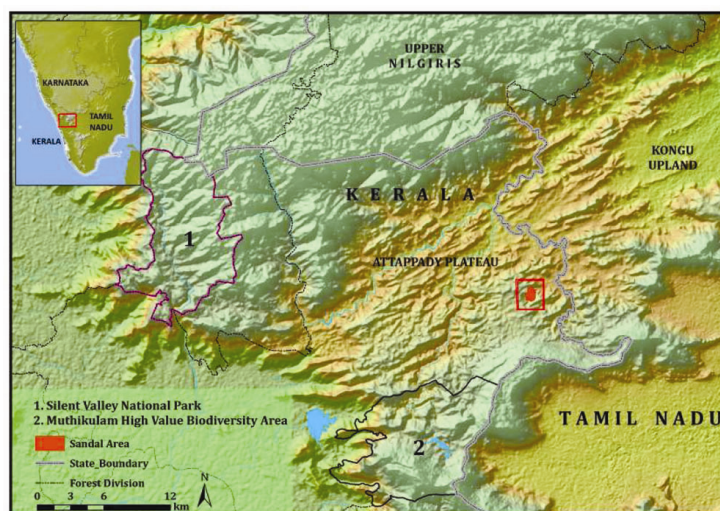 KARNATAKA
TAMIL
NADU
KERALA
UPPER
NILGIRIS
KONGU
UPLAND
KERALA
1
ATTAPPADY PLATEAU
1. Silent Valley National Park
2. Muthikulam High Value Biodiversity Area
Sandal Area
State_Boundary
Forest Division
N
0 3 6 12
km
2
TAMIL NADU